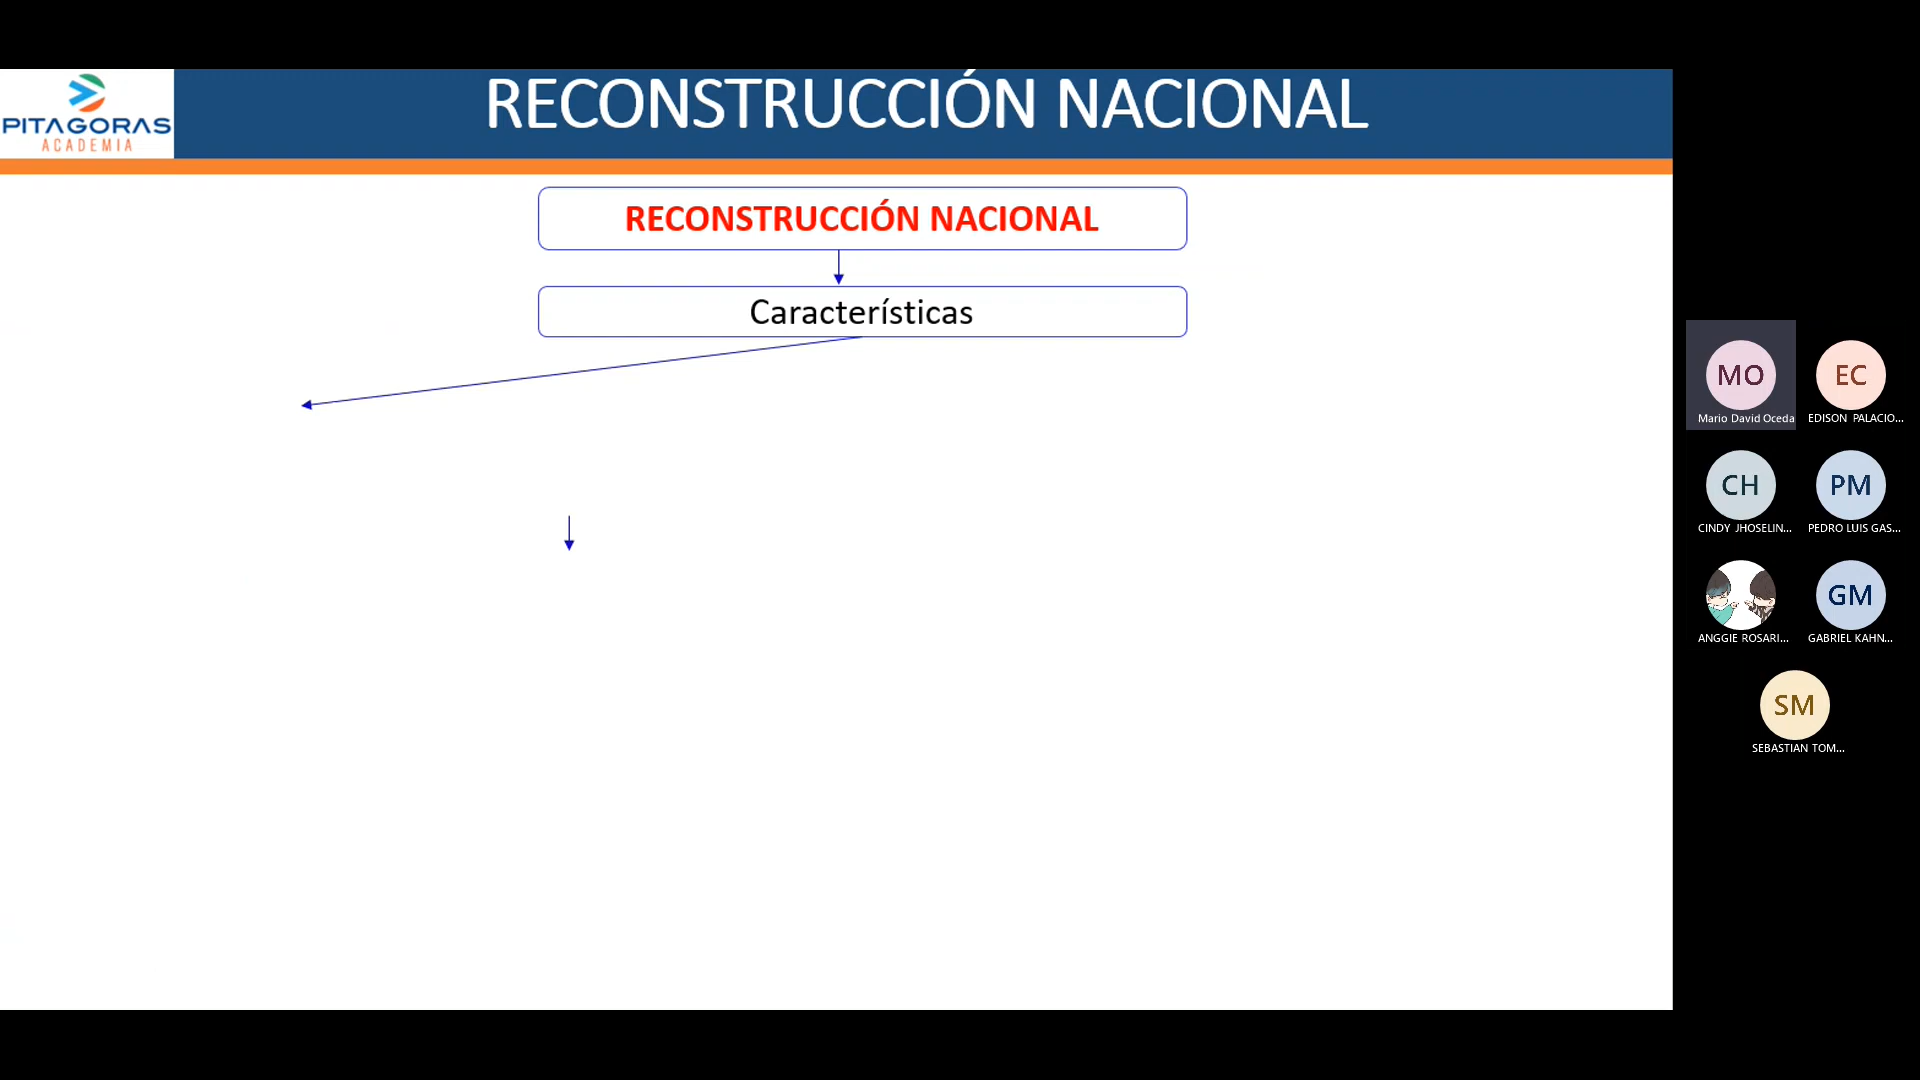 PITAGORAS
ACADEMIA
RECONSTRUCCIÓN NACIONAL
RECONSTRUCCIÓN NACIONAL
Características
MO
Mario David Oceda
EC
EDISON PALACIO...
CH
CINDY JHOSELIN...
PM
PEDRO LUIS GAS...
ANGGIE ROSARI...
GM
GABRIEL KAHN...
SM
SEBASTIAN TOM...